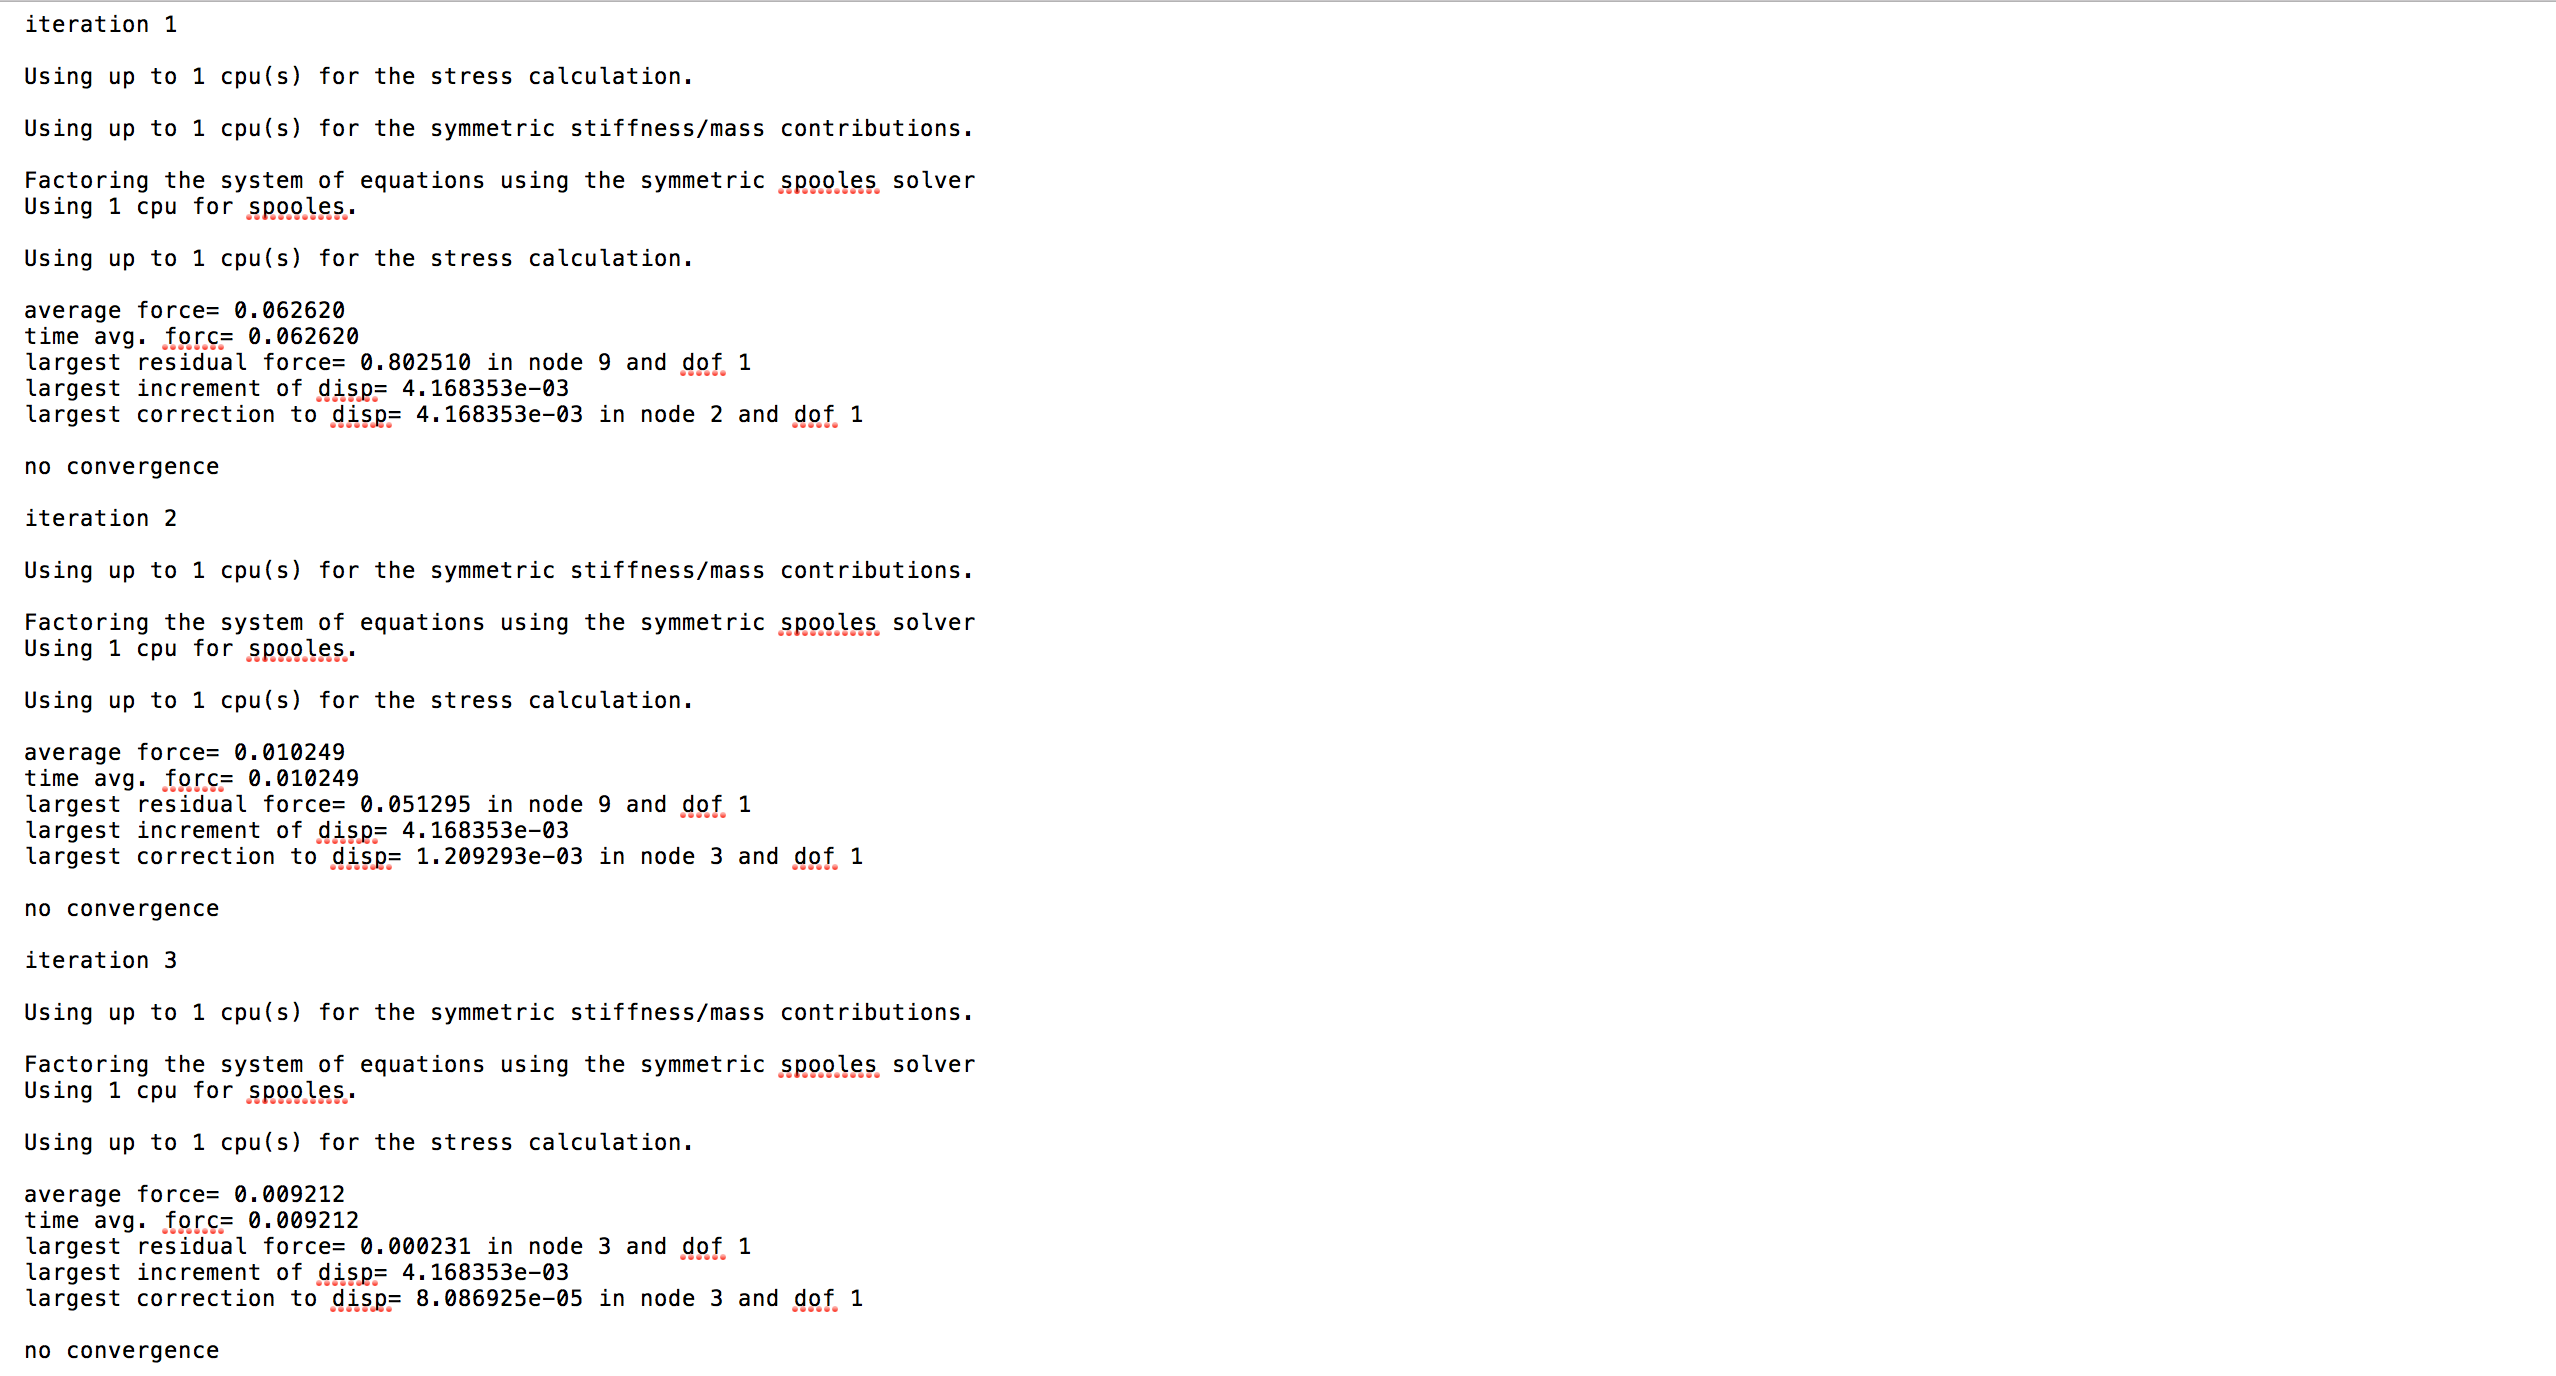 iteration 1
Using up to 1 cpu(s) for the stress calculation.
Using up to 1 cpu(s) for the symmetric stiffness/mass contributions.
Factoring the system of equations using the symmetric spooles solver
Using 1 cpu for spooles.
Using up to 1 cpu(s) for the stress calculation.
average force= 0.062620
time avg. forc= 0.062620
largest residual force= 0.802510 in node 9 and dof 1
largest increment of disp= 4.168353e-03
largest correction to disp= 4.168353e-03 in node 2 and dof 1
no convergence
iteration 2
Using up to 1 cpu(s) for the symmetric stiffness/mass contributions.
Factoring the system of equations using the symmetric spooles solver
Using 1 cpu for spooles.
Using up to 1 cpu(s) for the stress calculation.
average force= 0.010249
time avg. forc= 0.010249
largest residual force= 0.051295 in node 9 and dof 1
largest increment of disp= 4.168353e-03
largest correction to disp= 1.209293e-03 in node 3 and dof 1
no convergence
iteration 3
Using up to 1 cpu(s) for the symmetric stiffness/mass contributions.
Factoring the system of equations using the symmetric spooles solver
Using 1 cpu for spooles.
Using up to 1 cpu(s) for the stress calculation.
average force= 0.009212
time avg. forc= 0.009212
largest residual force= 0.000231 in node 3 and dof 1
largest increment of disp= 4.168353e-03
largest correction to disp= 8.086925e-05 in node 3 and dof 1
no convergence